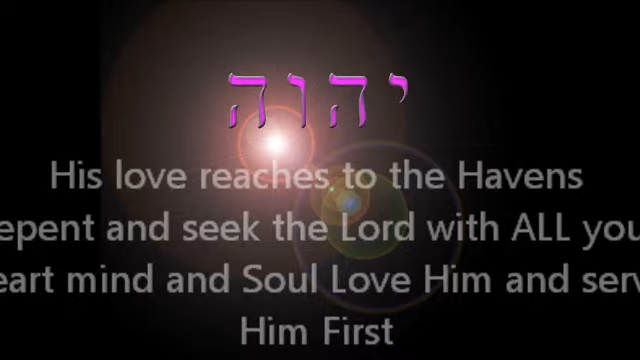 יהוה
His love reaches to the Havens
epent and seek the Lord with ALL you
eart mind and Soul Love Him and serv
Him First